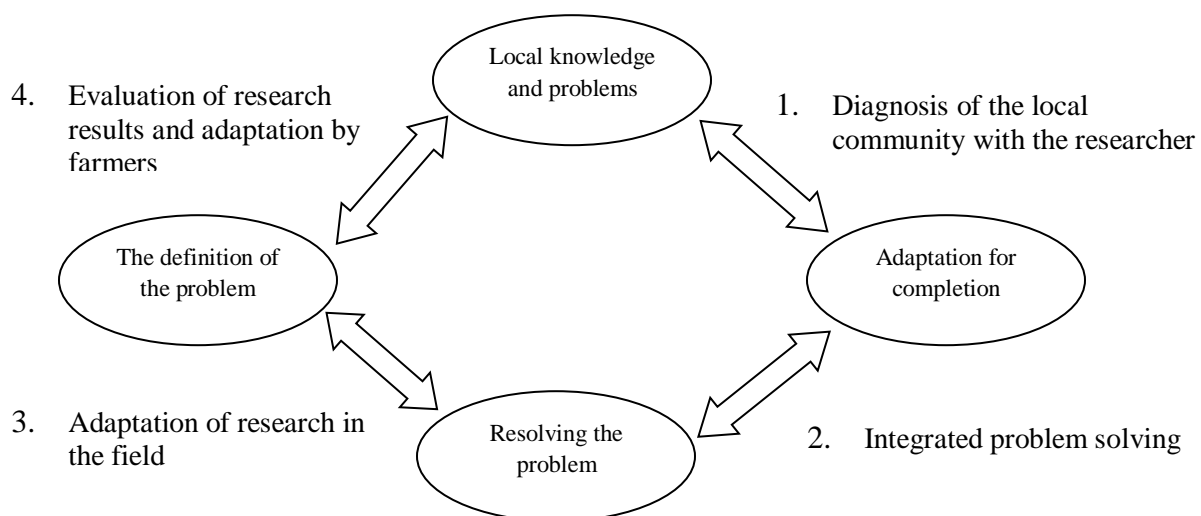 Local knowledge
and problems
4. Evaluation of research
results and adaptation by
farmers
1. Diagnosis of the local
community with the researcher
The definition of
the problem
Adaptation for
completion
3. Adaptation of research in
the field
Resolving the
problem
2. Integrated problem solving